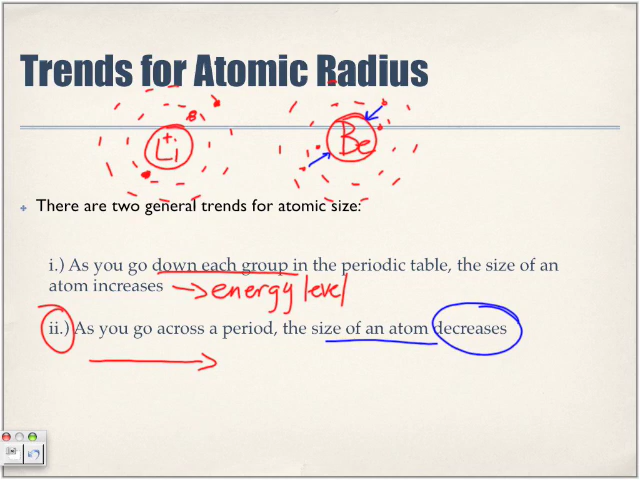 Trends for Atomic Radius
Li+ Be
There are two general trends for atomic size:
i.) As you go down each group in the periodic table, the size of an
atom increases → energy level
ii.) As you go across a period, the size of an atom decreases